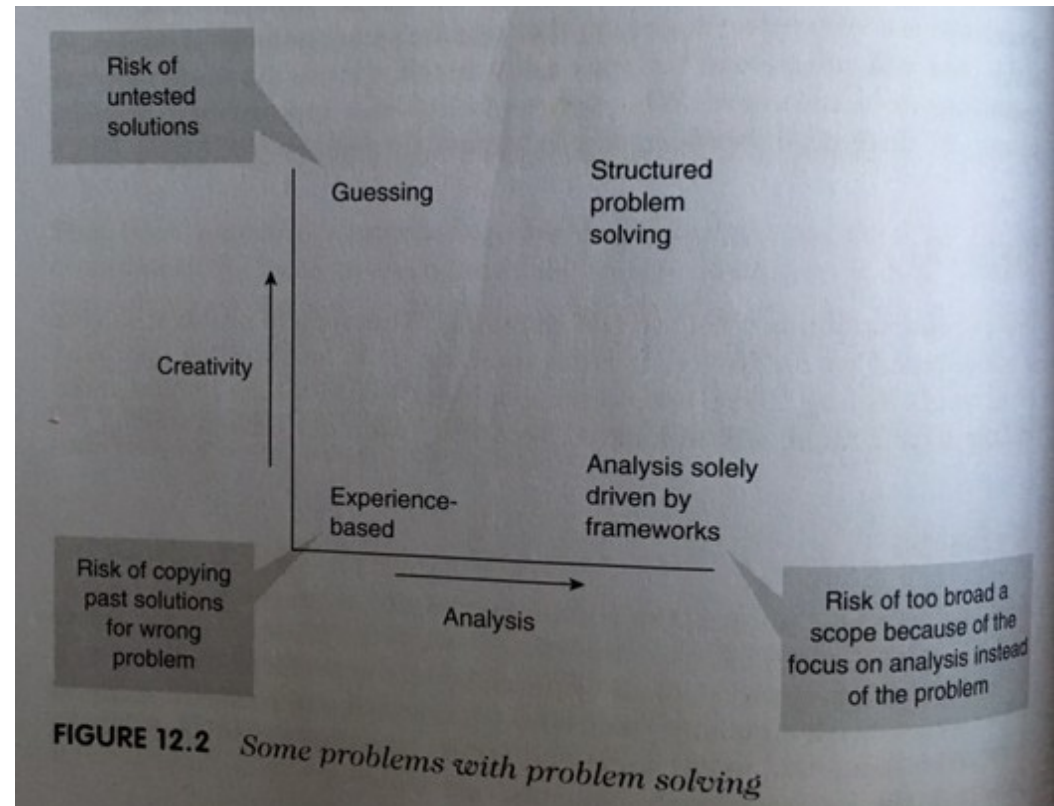 Risk of
untested
solutions
Guessing
Structured
problem
solving
Creativity
Experience-
based
Analysis solely
driven by
frameworks
Risk of copying
past solutions
for wrong
problem
Analysis
Risk of too broad a
scope because of the
focus on analysis instead
of the problem
FIGURE 12.2 Some problems with problem solving